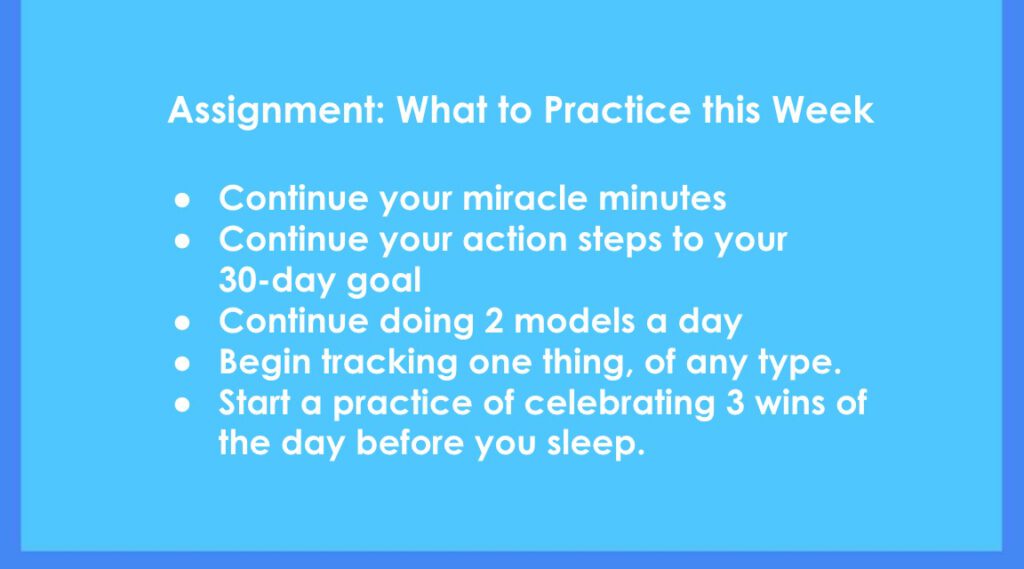 Assignment: What to Practice this Week
● Continue your miracle minutes
● Continue your action steps to your
30-day goal
● Continue doing 2 models a day
● Begin tracking one thing, of any type.
● Start a practice of celebrating 3 wins of
the day before you sleep.